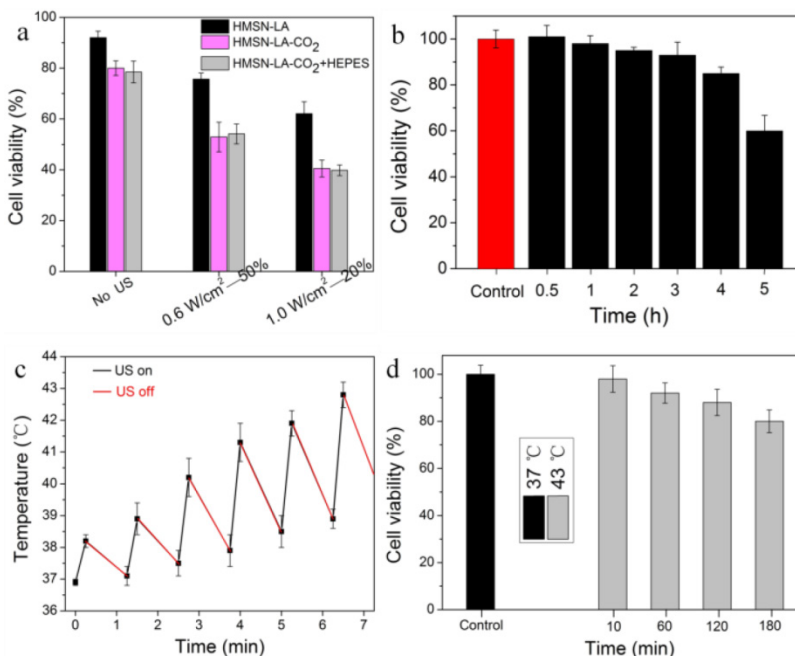 a
HMSN-LA
HMSN-LA-CO₂
HMSN-LA-CO₂+HEPES
Cell viability (%)
100
80
60
40
20
0
No US
0.6 W/cm²—50%
1.0 W/cm²—20%
b
Cell viability (%)
100
80
60
40
20
0
Control
0.5
1
2
3
4
5
Time (h)
c
US on
US off
Temperature (℃)
44
43
42
41
40
39
38
37
36
0
1
2
3
4
5
6
7
Time (min)
d
Cell viability (%)
100
80
60
40
20
0
37 ℃
43 ℃
Control
10
60
120
180
Time (min)